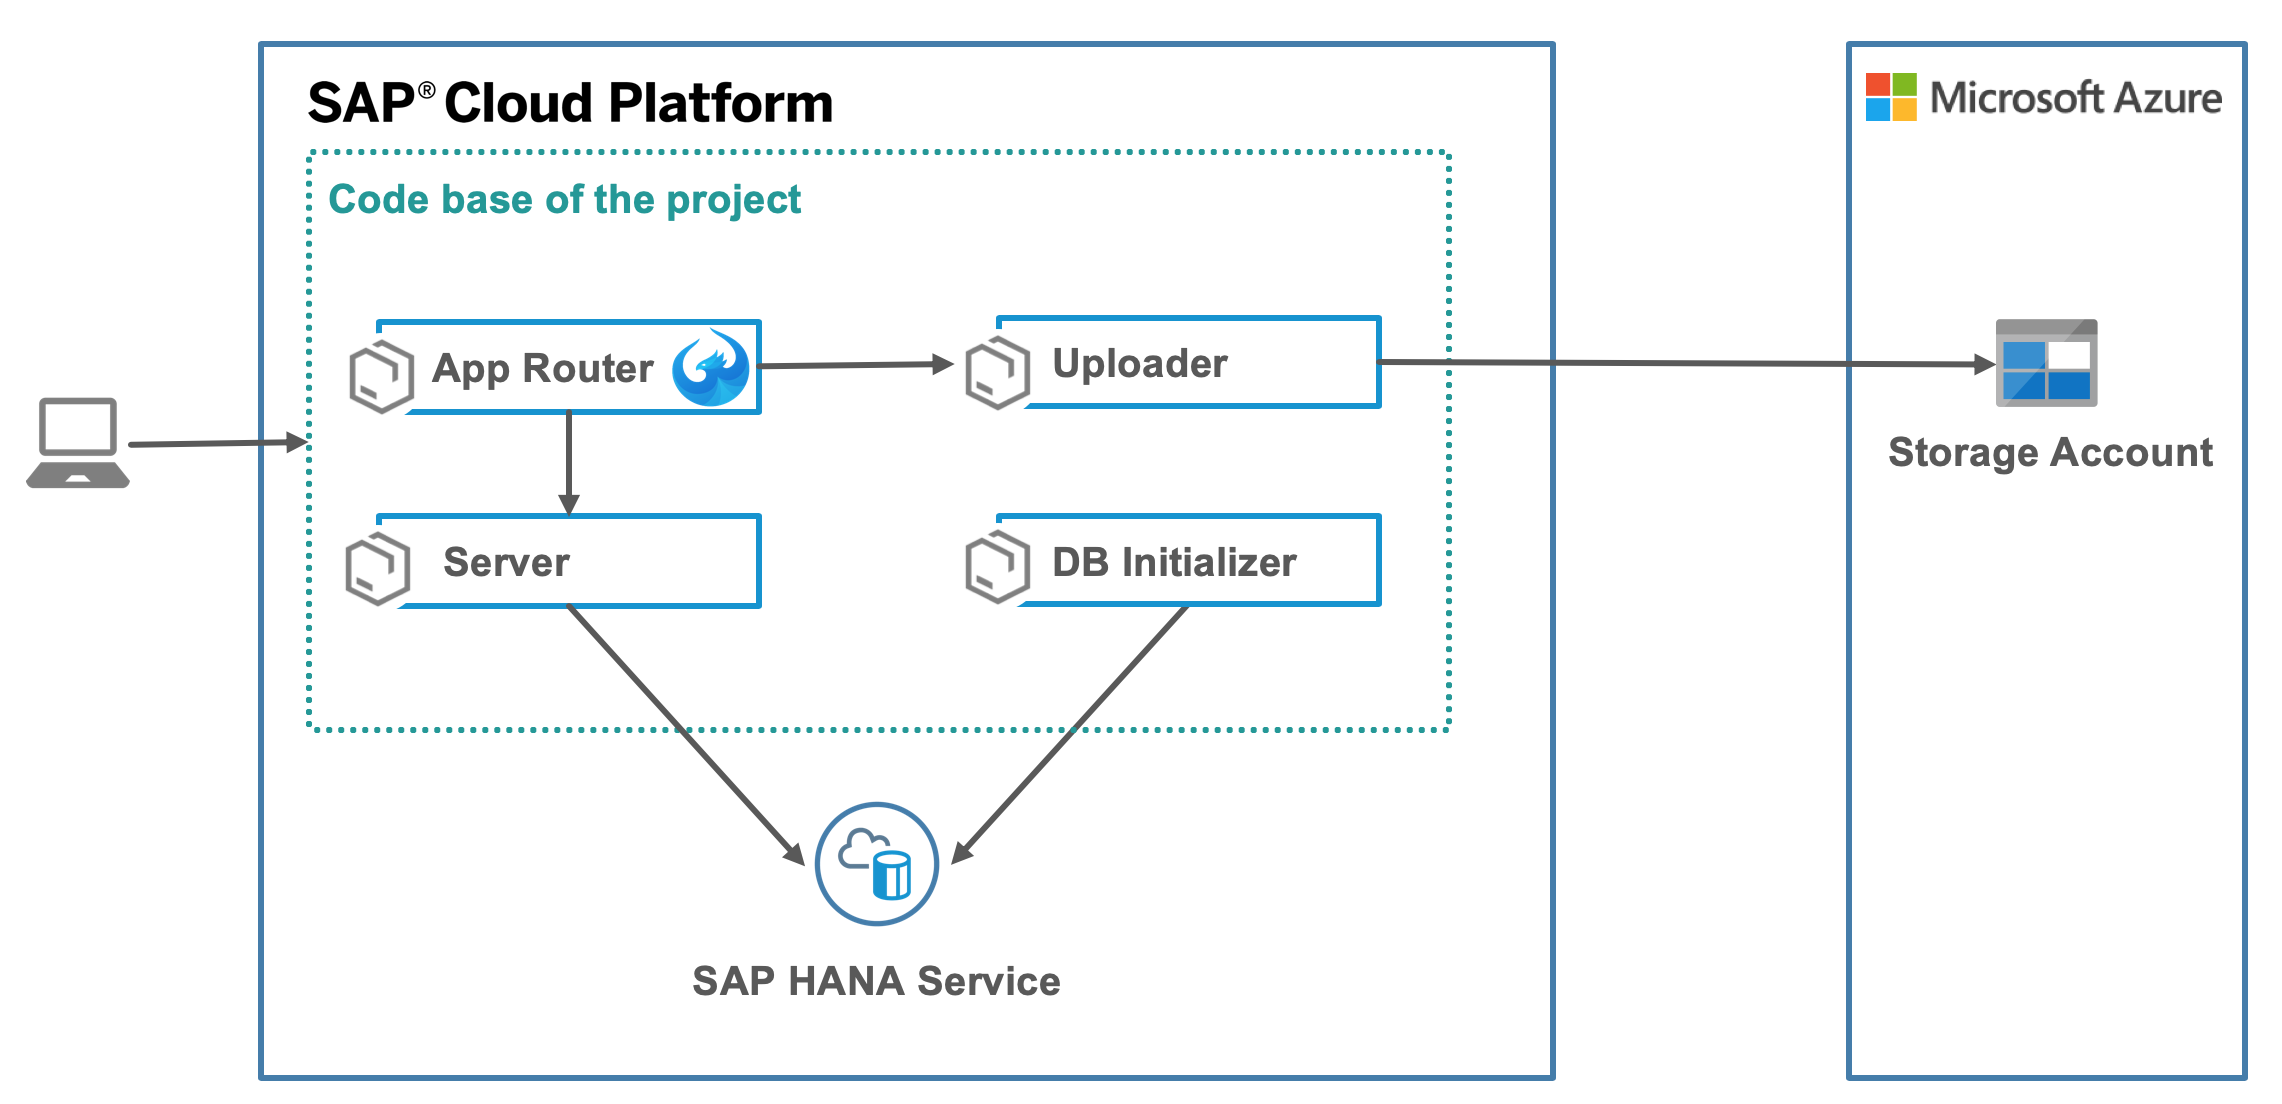 SAP® Cloud Platform
Microsoft Azure
Code base of the project
App Router
Uploader
Storage Account
Server
DB Initializer
SAP HANA Service